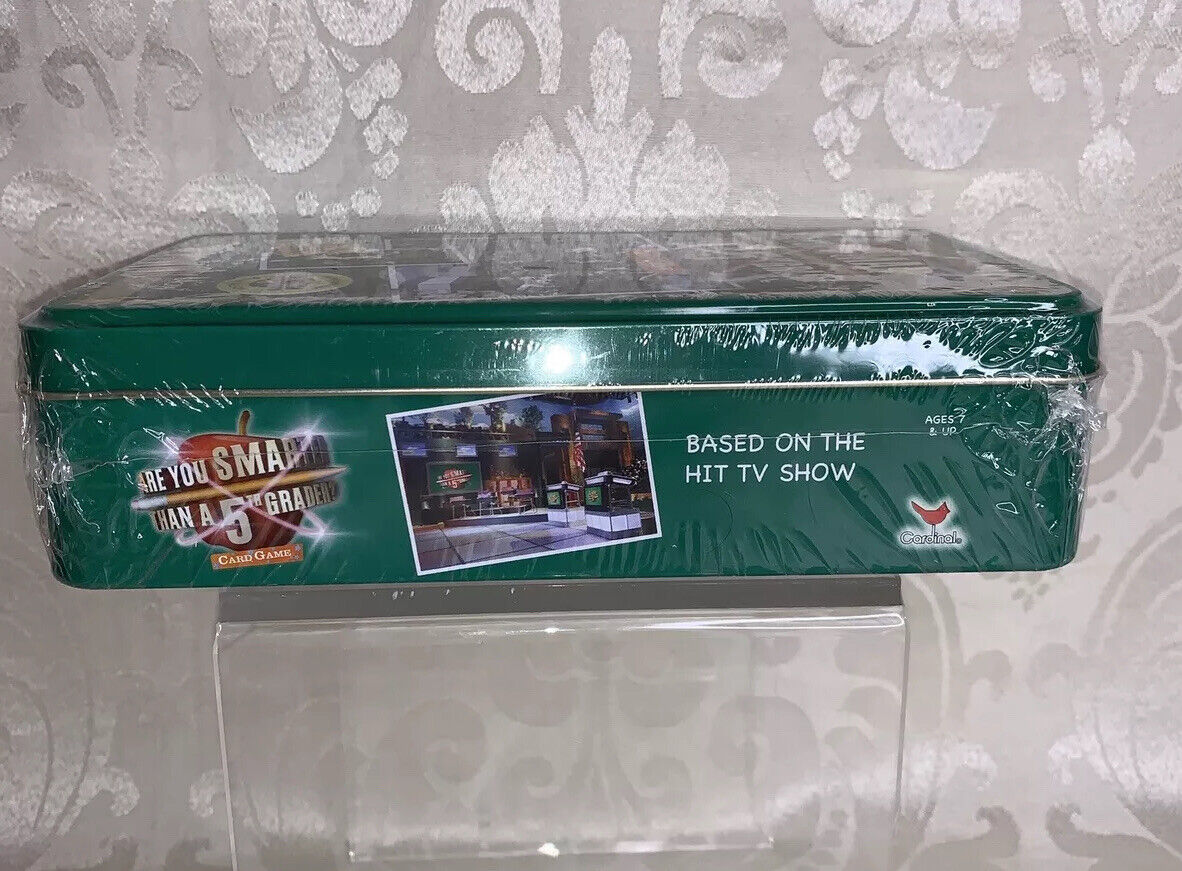 ARE YOU SMARTER
THAN A 5TH GRADER?
CARD GAME
BASED ON THE
HIT TV SHOW
AGES 7
& UP
Cardinal®